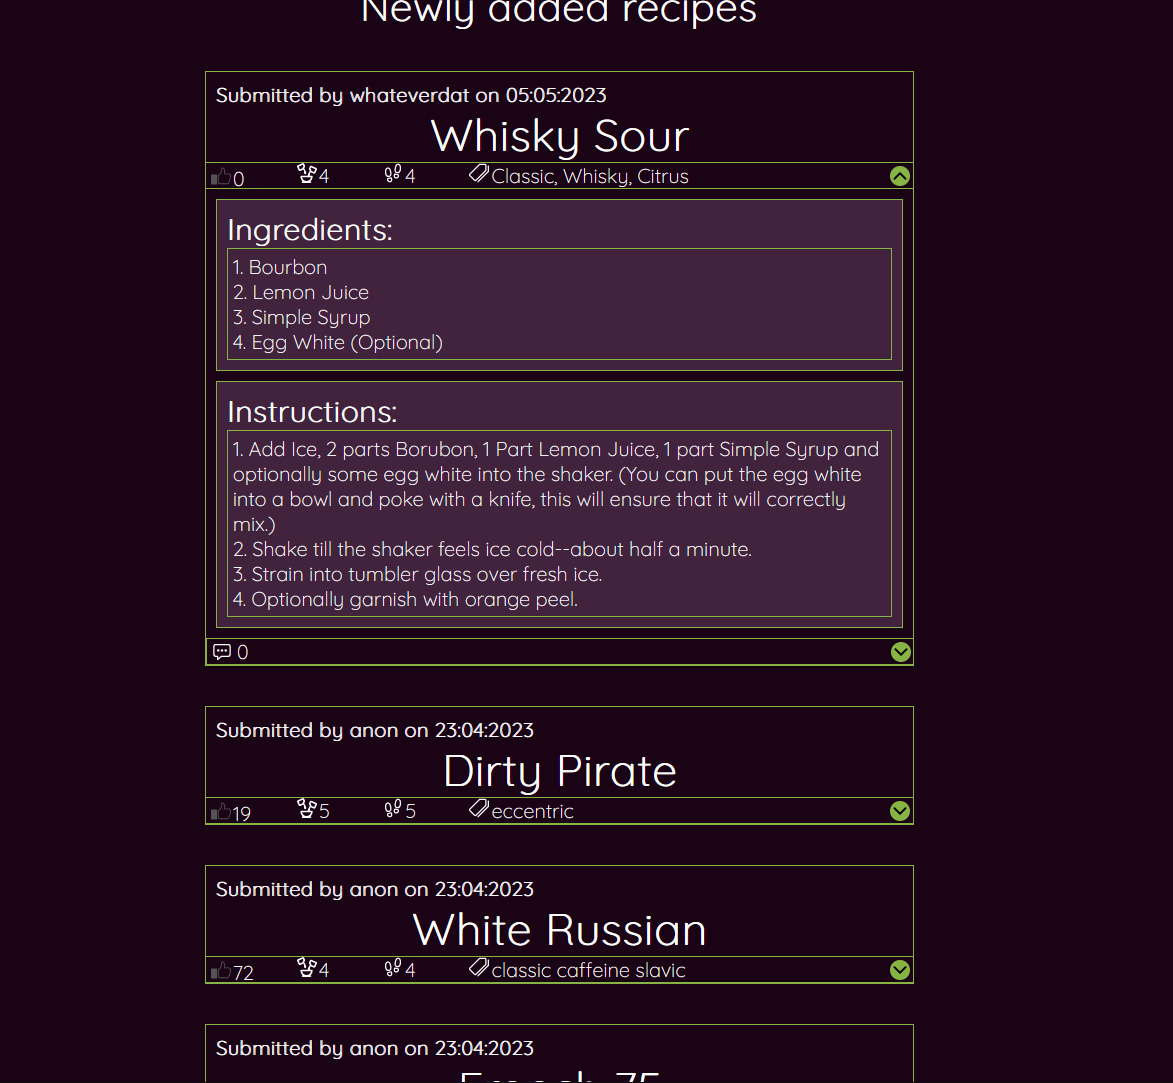 Newly added recipes
Submitted by whateverdat on 05:05:2023
Whisky Sour
0 4 4 Classic, Whisky, Citrus
Ingredients:
1. Bourbon
2. Lemon Juice
3. Simple Syrup
4. Egg White (Optional)
Instructions:
1. Add Ice, 2 parts Borubon, 1 Part Lemon Juice, 1 part Simple Syrup and
optionally some egg white into the shaker. (You can put the egg white
into a bowl and poke with a knife, this will ensure that it will correctly
mix.)
2. Shake till the shaker feels ice cold--about half a minute.
3. Strain into tumbler glass over fresh ice.
4. Optionally garnish with orange peel.
0
Submitted by anon on 23:04:2023
Dirty Pirate
19 5 5 eccentric
Submitted by anon on 23:04:2023
White Russian
72 4 4 classic caffeine slavic
Submitted by anon on 23:04:2023
French 75